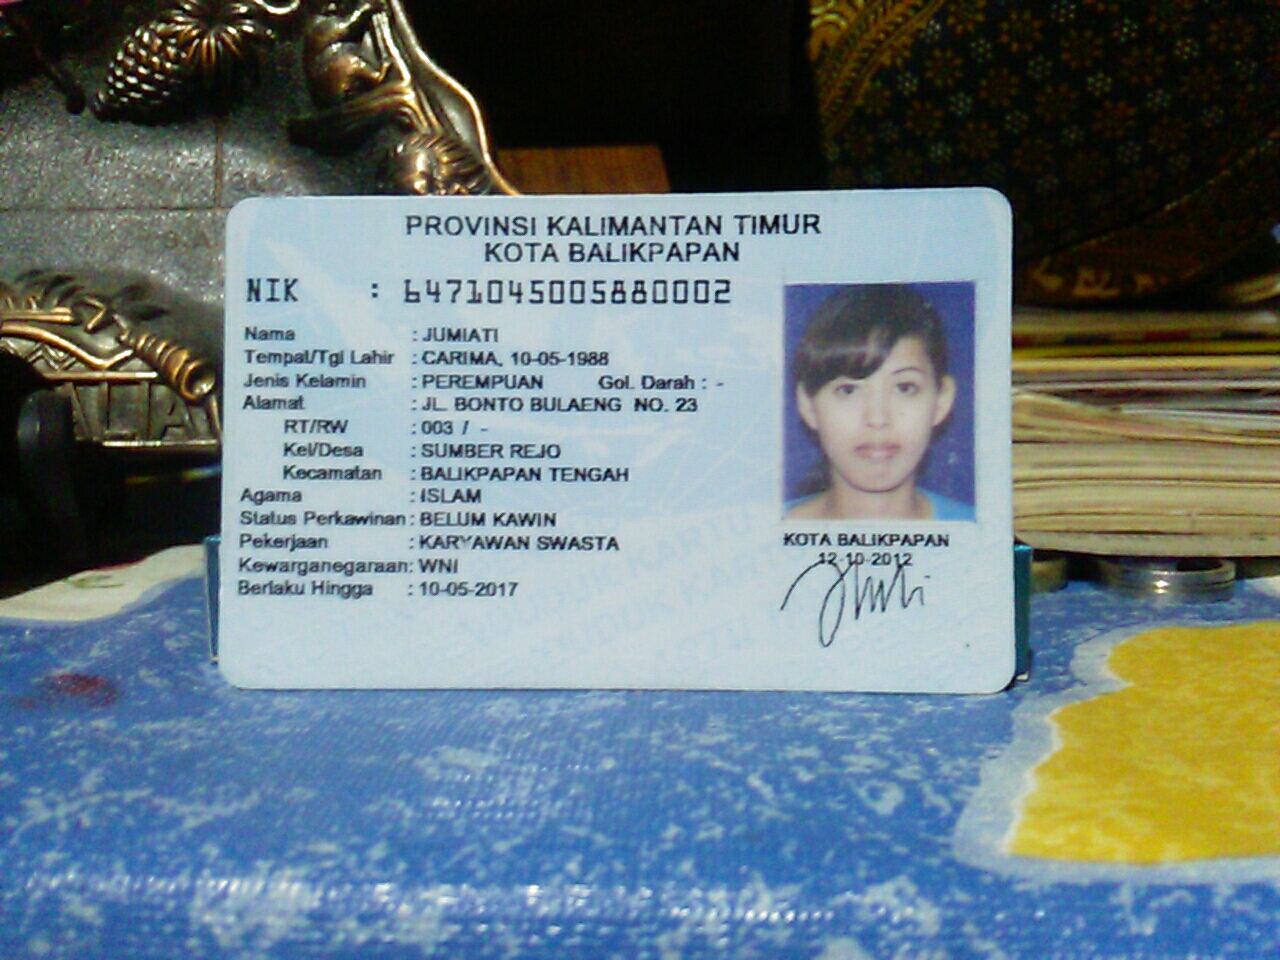 PROVINSI KALIMANTAN TIMUR
KOTA BALIKPAPAN
NIK : 6471045005880002
Nama : JUMIATI
Tempat/Tgl Lahir : CARIMA, 10-05-1988
Jenis Kelamin : PEREMPUAN Gol. Darah : -
Alamat : JL. BONTO BULAENG NO. 23
RT/RW : 003 / -
Kel/Desa : SUMBER REJO
Kecamatan : BALIKPAPAN TENGAH
Agama : ISLAM
Status Perkawinan : BELUM KAWIN
Pekerjaan : KARYAWAN SWASTA
Kewarganegaraan : WNI
Berlaku Hingga : 10-05-2017
KOTA BALIKPAPAN
12-10-2012